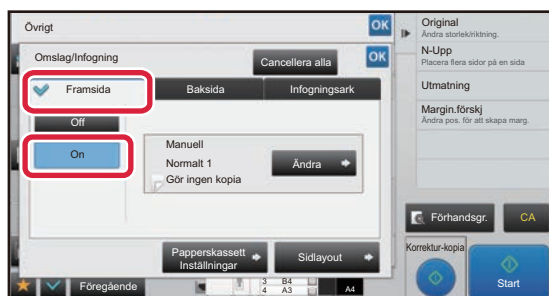 Övrigt
OK
Omslag/Infogning
Cancellera alla
OK
Framsida
Baksida
Infogningsark
Off
On
Manuell
Normalt 1
Gör ingen kopia
Ändra
Papperskassett
Inställningar
Sidlayout
Föregående
3 B4
4 A3
A4
Original
Ändra storlek/riktning.
N-Upp
Placera flera sidor på en sida
Utmatning
Margin.förskj
Ändra pos. för att skapa marg.
Förhandsgr.
CA
Korrektur-kopia
Start